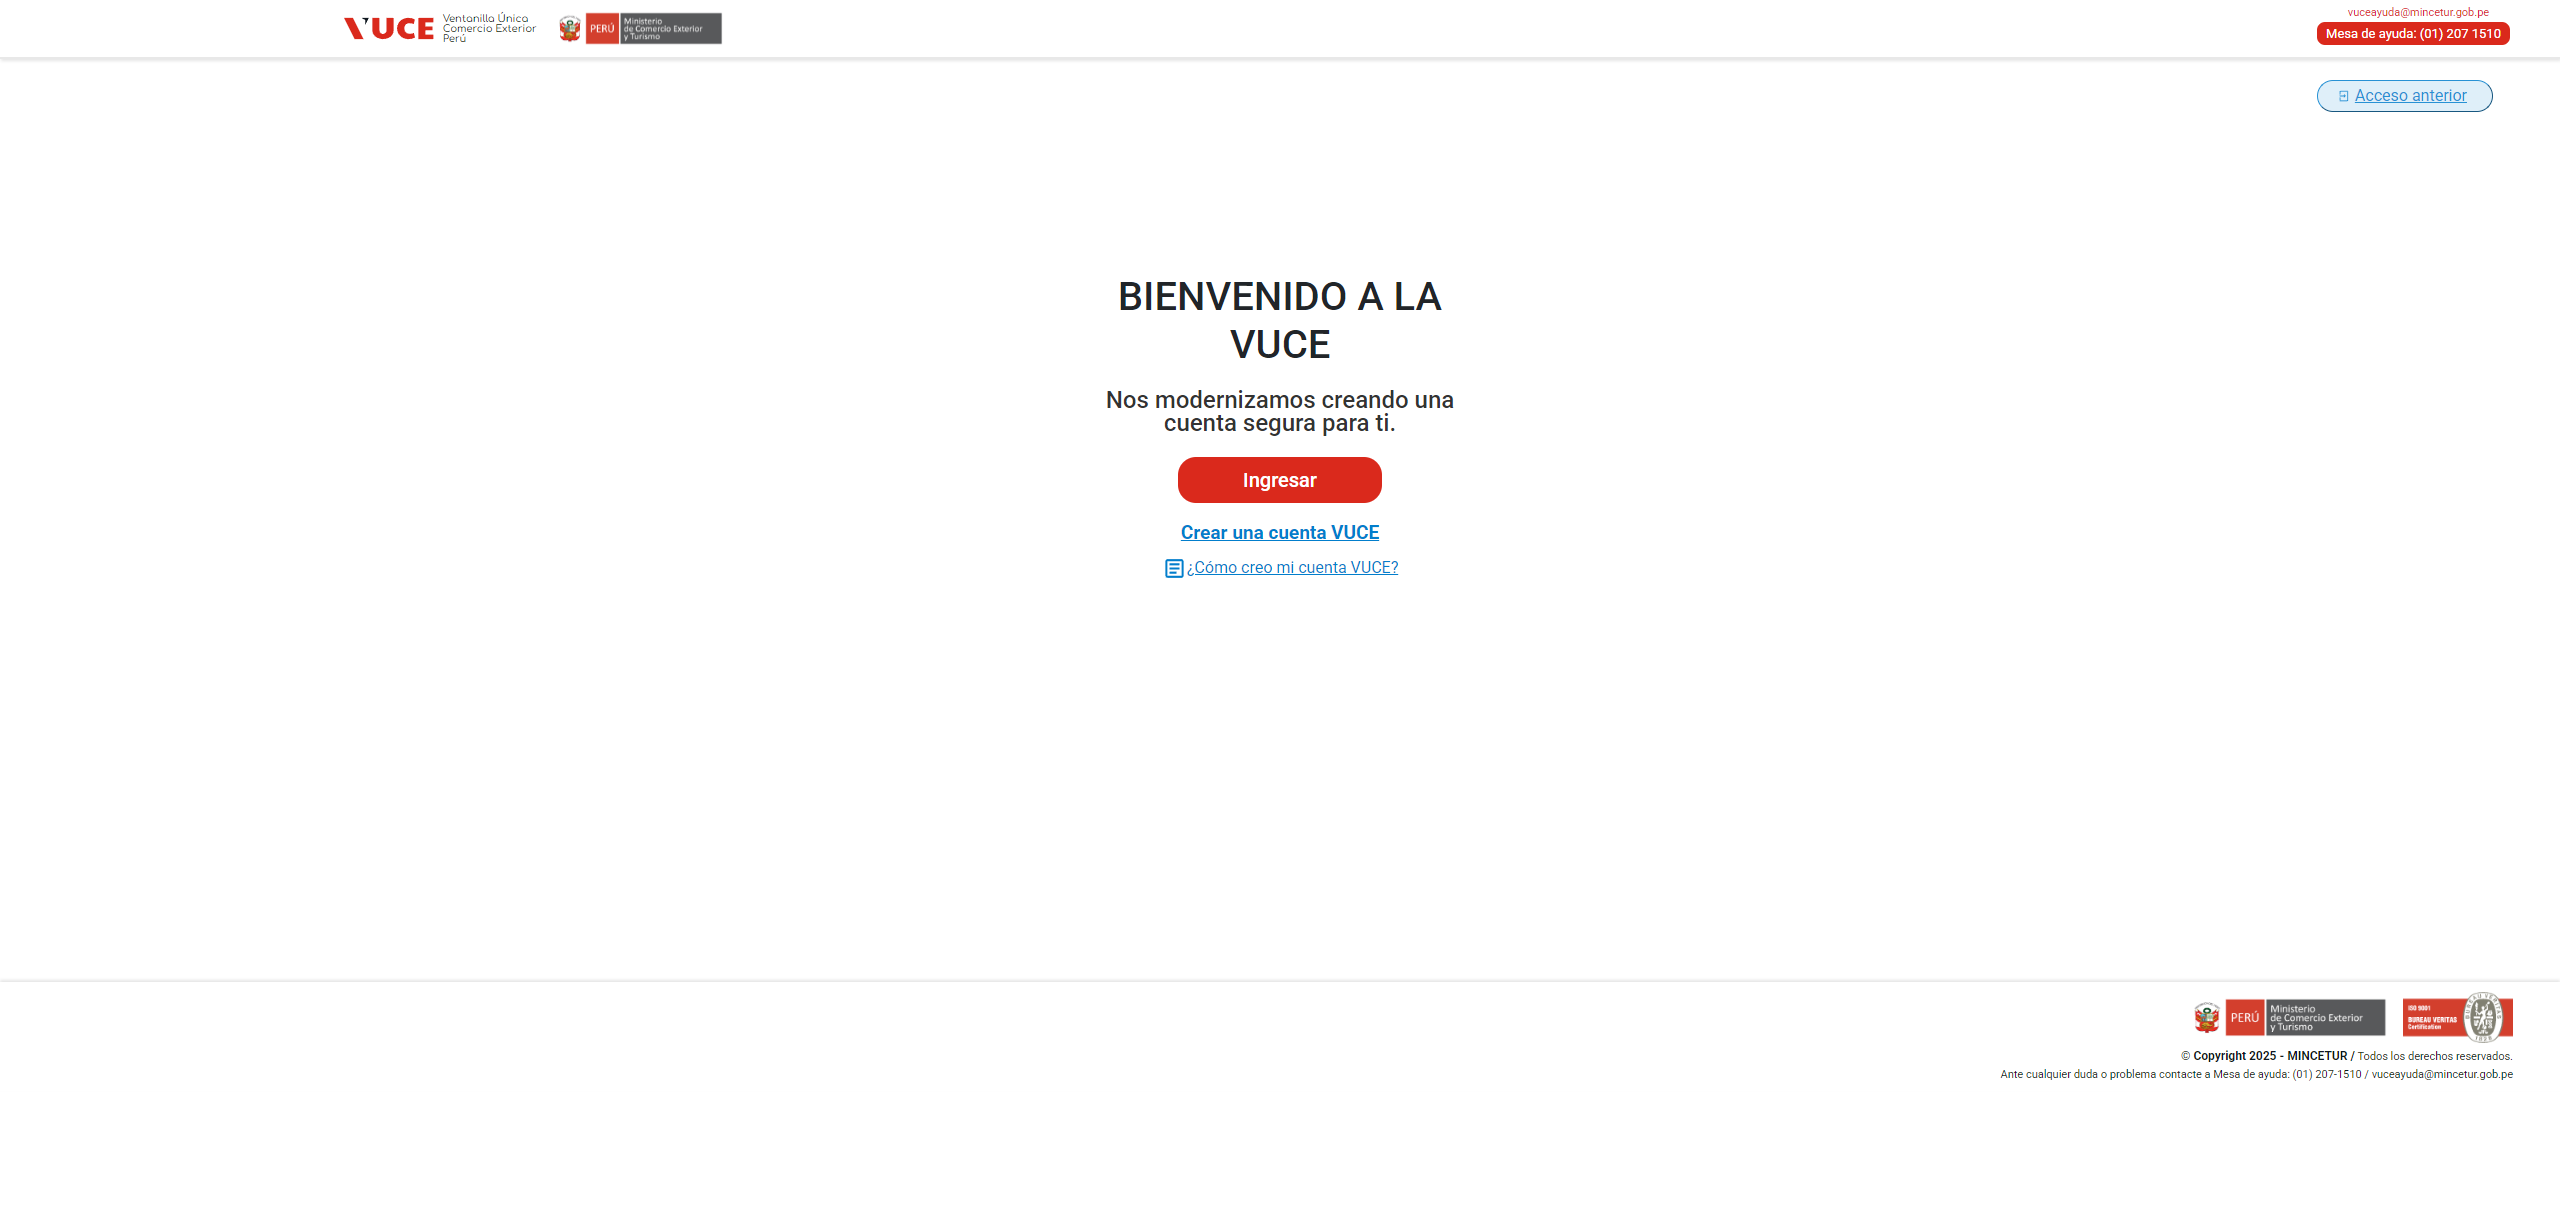 VUCE
Ventanilla Única
Comercio Exterior
Perú
PERÚ
Ministerio
de Comercio Exterior
y Turismo
vuceayuda@mincetur.gob.pe
Mesa de ayuda: (01) 207 1510
Acceso anterior
BIENVENIDO A LA
VUCE
Nos modernizamos creando una
cuenta segura para ti.
Ingresar
Crear una cuenta VUCE
¿Cómo creo mi cuenta VUCE?
PERÚ
Ministerio
de Comercio Exterior
y Turismo
ISO 9001
BUREAU VERITAS
Certification
BUREAU VERITAS
1828
© Copyright 2025 - MINCETUR / Todos los derechos reservados.
Ante cualquier duda o problema contacte a Mesa de ayuda: (01) 207-1510 / vuceayuda@mincetur.gob.pe